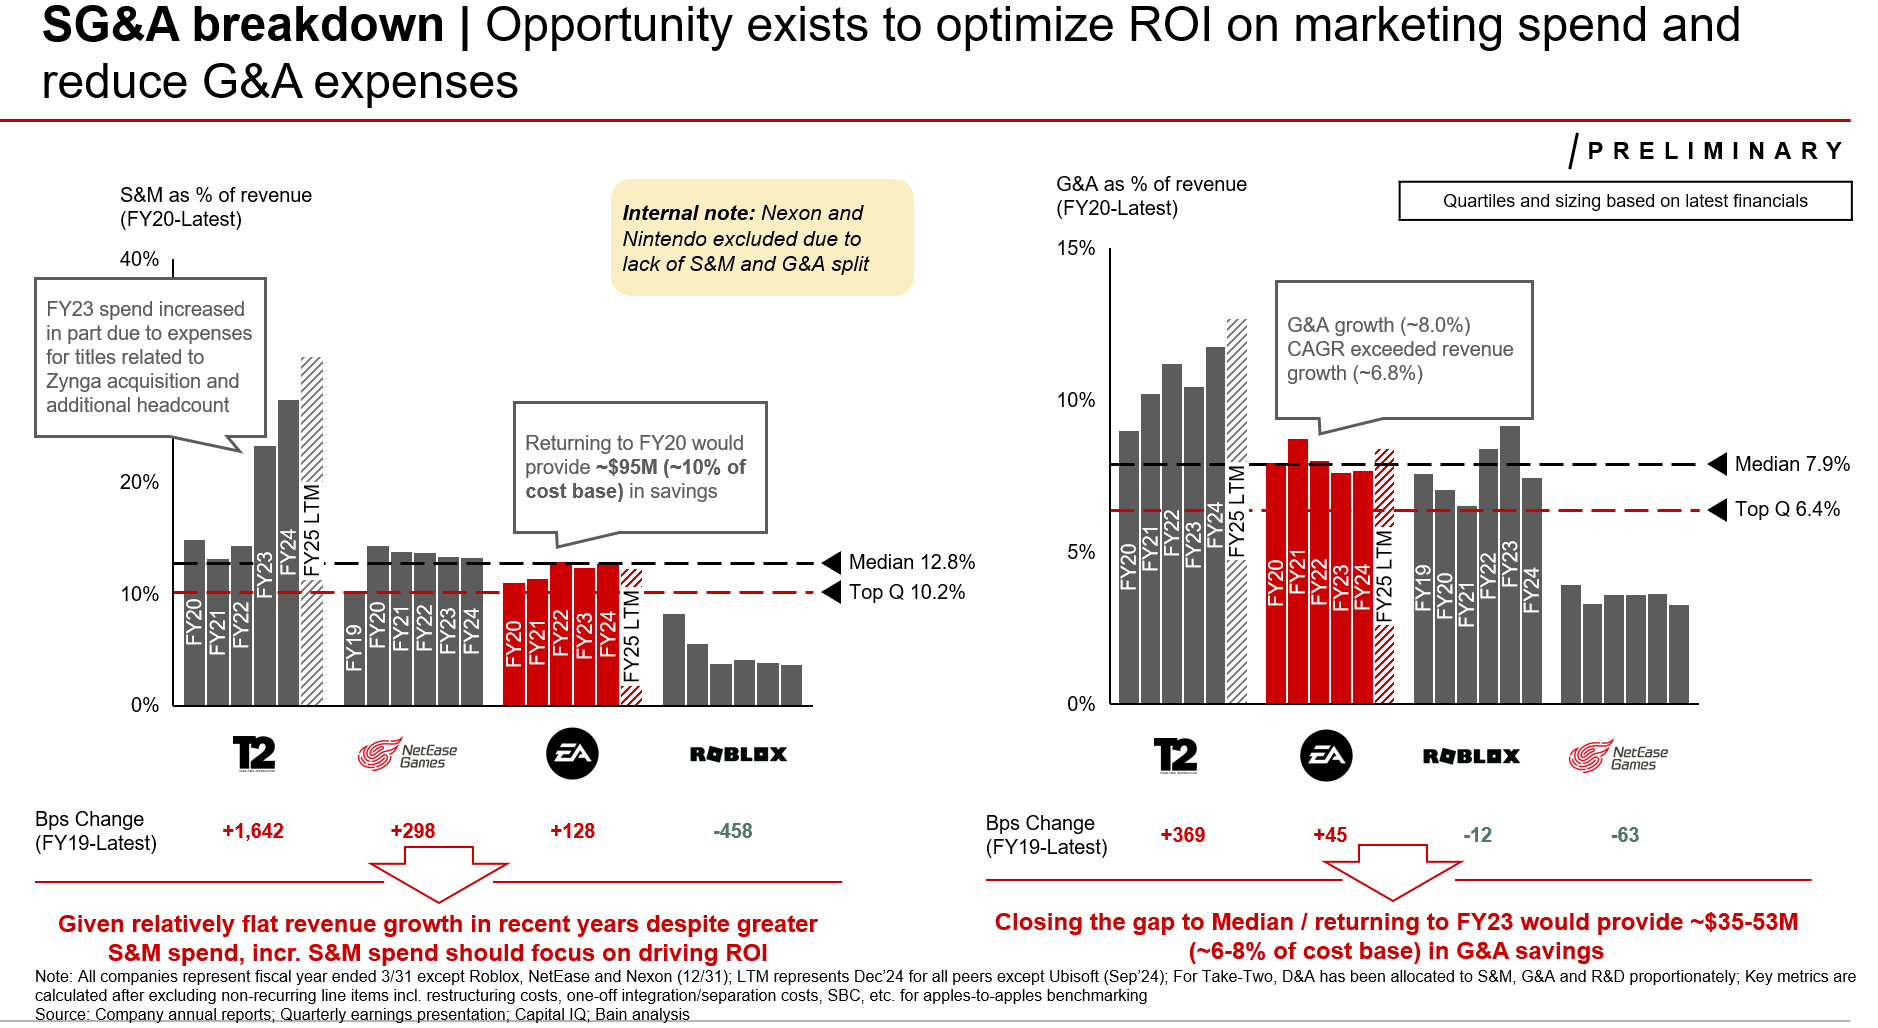 SG&A breakdown | Opportunity exists to optimize ROI on marketing spend and
reduce G&A expenses
PRELIMINARY
Quartiles and sizing based on latest financials
S&M as % of revenue
(FY20-Latest)
Internal note: Nexon and
Nintendo excluded due to
lack of S&M and G&A split
40%
20%
10%
0%
FY23 spend increased
in part due to expenses
for titles related to
Zynga acquisition and
additional headcount
Returning to FY20 would
provide ~$95M (~10% of
cost base) in savings
FY20
FY21
FY22
FY23
FY24
FY25 LTM
FY19
FY20
FY21
FY22
FY23
FY24
FY20
FY21
FY22
FY23
FY24
FY25 LTM
Median 12.8%
Top Q 10.2%
T2
NetEase
Games
EA
ROBLOX
Bps Change
(FY19-Latest)
+1,642
+298
+128
-458
Given relatively flat revenue growth in recent years despite greater
S&M spend, incr. S&M spend should focus on driving ROI
G&A as % of revenue
(FY20-Latest)
15%
10%
5%
0%
G&A growth (~8.0%)
CAGR exceeded revenue
growth (~6.8%)
FY20
FY21
FY22
FY23
FY24
FY25 LTM
FY20
FY21
FY22
FY23
FY24
FY25 LTM
FY19
FY20
FY21
FY22
FY23
FY24
Median 7.9%
Top Q 6.4%
T2
EA
ROBLOX
NetEase
Games
Bps Change
(FY19-Latest)
+369
+45
-12
-63
Closing the gap to Median / returning to FY23 would provide ~$35-53M
(~6-8% of cost base) in G&A savings
Note: All companies represent fiscal year ended 3/31 except Roblox, NetEase and Nexon (12/31); LTM represents Dec'24 for all peers except Ubisoft (Sep'24); For Take-Two, D&A has been allocated to S&M, G&A and R&D proportionately; Key metrics are
calculated after excluding non-recurring line items incl. restructuring costs, one-off integration/separation costs, SBC, etc. for apples-to-apples benchmarking
Source: Company annual reports; Quarterly earnings presentation; Capital IQ; Bain analysis